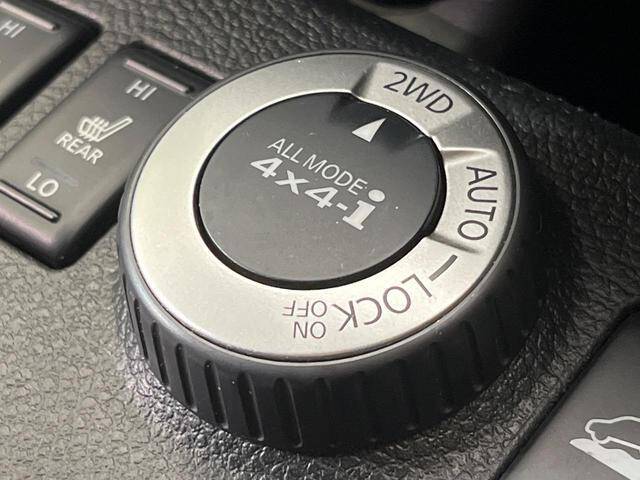 HI
HI
REAR
LO
2WD
AUTO
LOCK
ON
OFF
ALL MODE
4x4-i